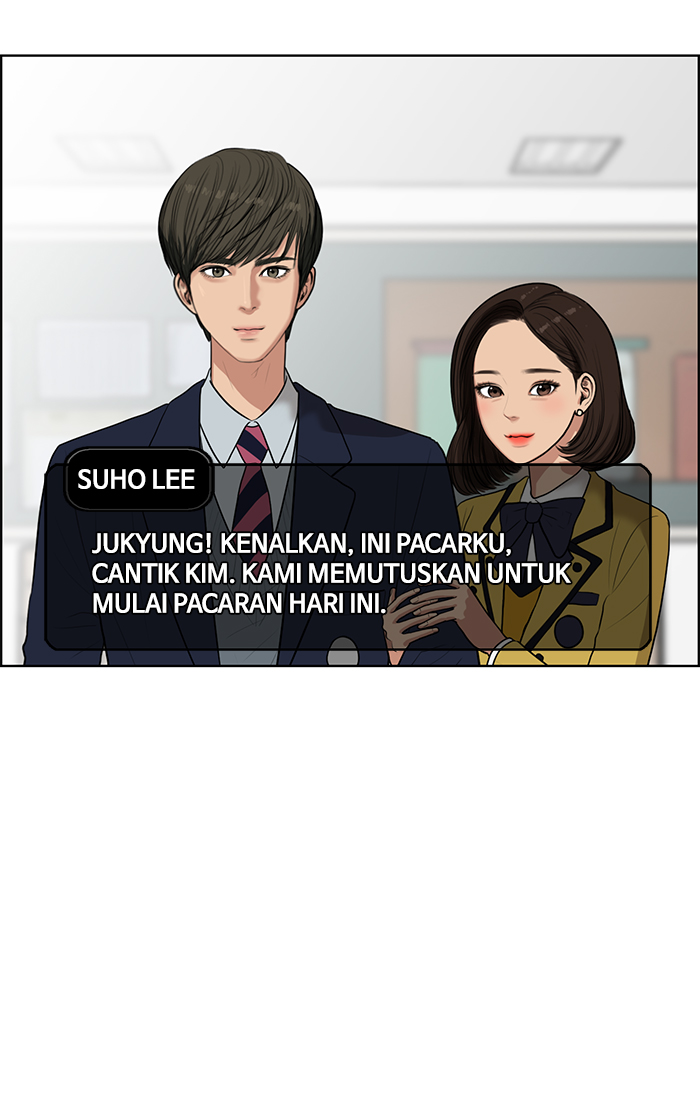 SUHO LEE
JUKYUNG! KENALKAN, INI PACARKU,
CANTIK KIM. KAMI MEMUTUSKAN UNTUK
MULAI PACARAN HARI INI.